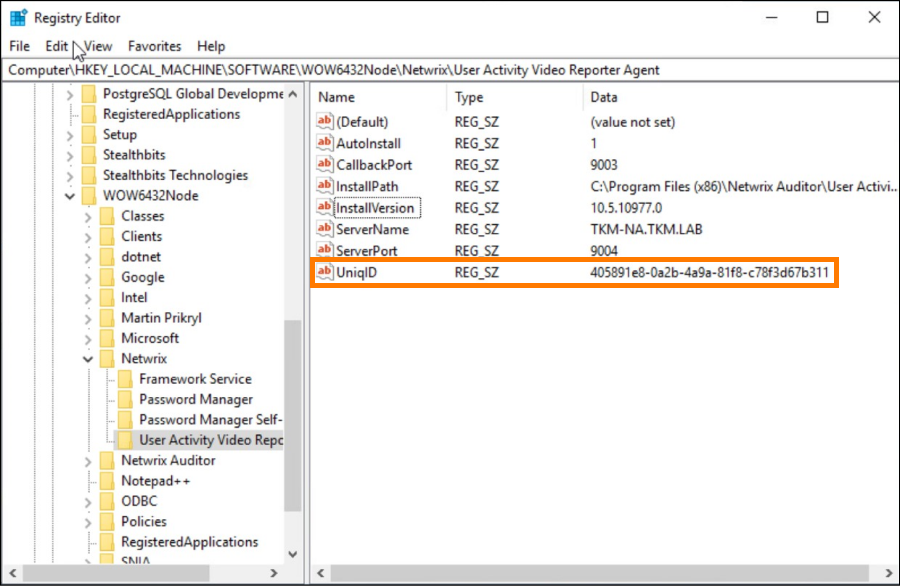 Registry Editor
File Edit View Favorites Help
Computer\HKEY_LOCAL_MACHINE\SOFTWARE\WOW6432Node\Netwrix\User Activity Video Reporter Agent
PostgreSQL Global Developme
RegisteredApplications
Setup
Stealthbits
Stealthbits Technologies
WOW6432Node
Classes
Clients
dotnet
Google
Intel
Martin Prikryl
Microsoft
Netwrix
Framework Service
Password Manager
Password Manager Self-
User Activity Video Repo
Netwrix Auditor
Notepad++
ODBC
Policies
RegisteredApplications
SNIA
Name Type Data
(Default) REG_SZ (value not set)
AutoInstall REG_SZ 1
CallbackPort REG_SZ 9003
InstallPath REG_SZ C:\Program Files (x86)\Netwrix Auditor\User Activi...
InstallVersion REG_SZ 10.5.10977.0
ServerName REG_SZ TKM-NA.TKM.LAB
ServerPort REG_SZ 9004
UniqID REG_SZ 405891e8-0a2b-4a9a-81f8-c78f3d67b311